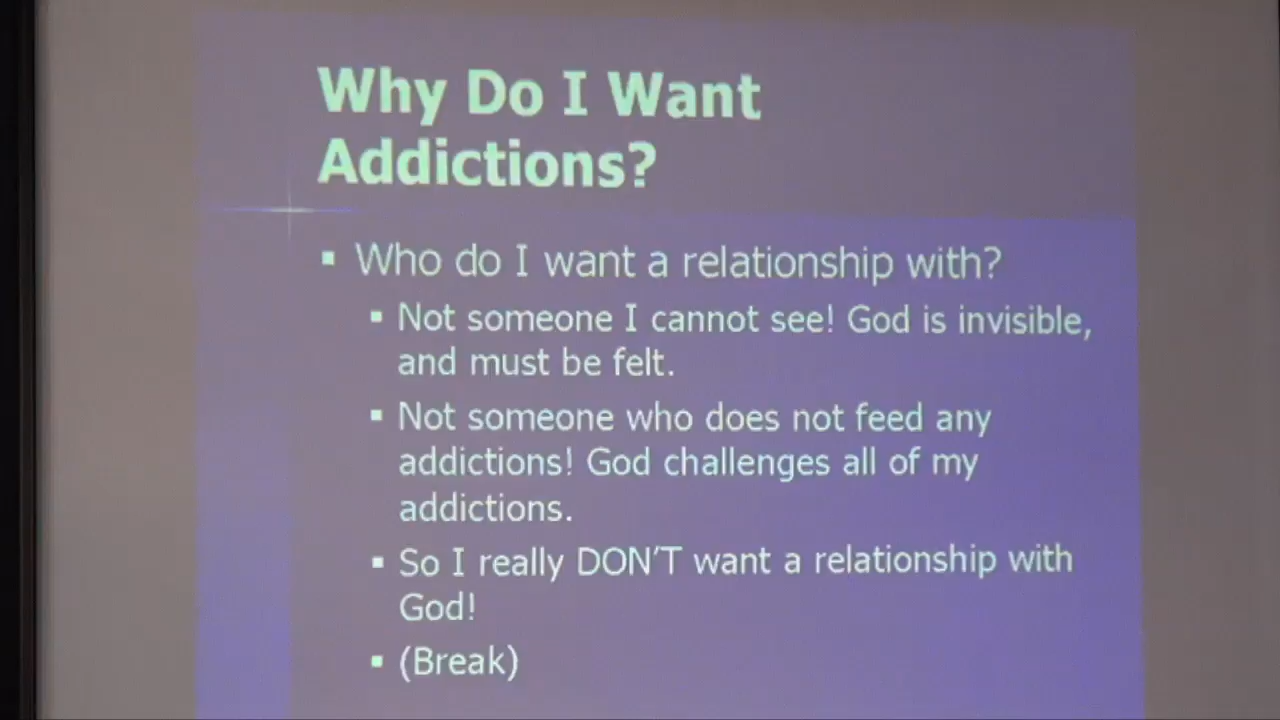 Why Do I Want
Addictions?
▪ Who do I want a relationship with?
▪ Not someone I cannot see! God is invisible,
and must be felt.
▪ Not someone who does not feed any
addictions! God challenges all of my
addictions.
▪ So I really DON'T want a relationship with
God!
▪ (Break)